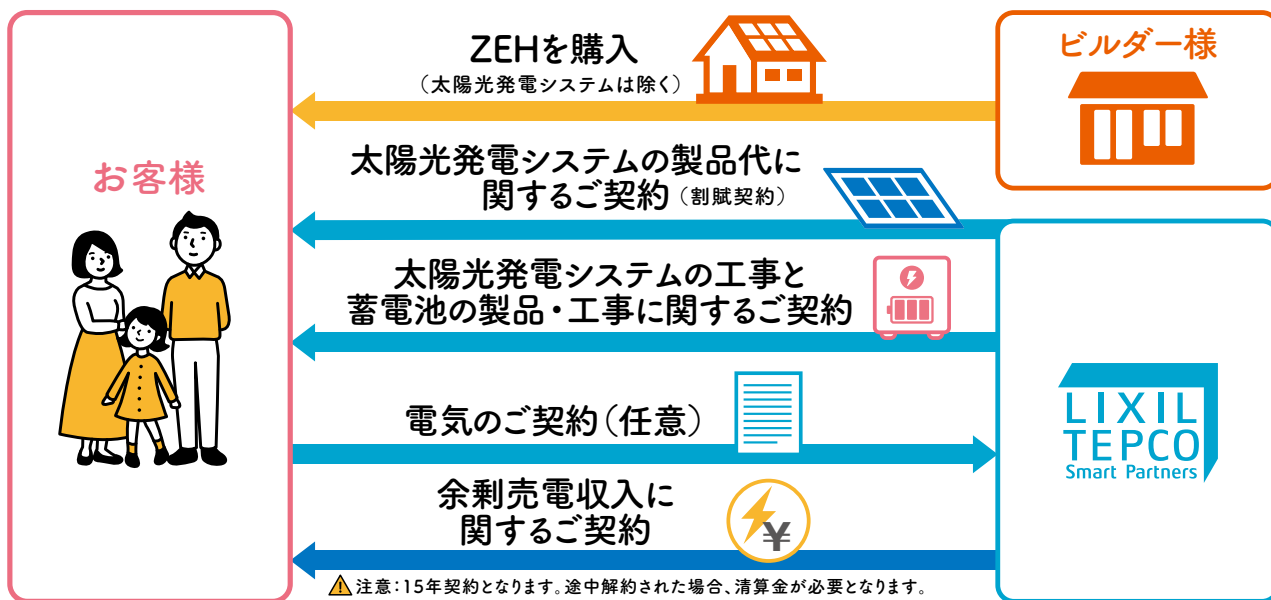 お客様
ZEHを購入
（太陽光発電システムは除く）
ビルダー様
太陽光発電システムの製品代に
関するご契約（割賦契約）
太陽光発電システムの工事と
蓄電池の製品・工事に関するご契約
電気のご契約（任意）
LIXIL
TEPCO
Smart Partners
余剰売電収入に
関するご契約
¥
注意：15年契約となります。途中解約された場合、清算金が必要となります。